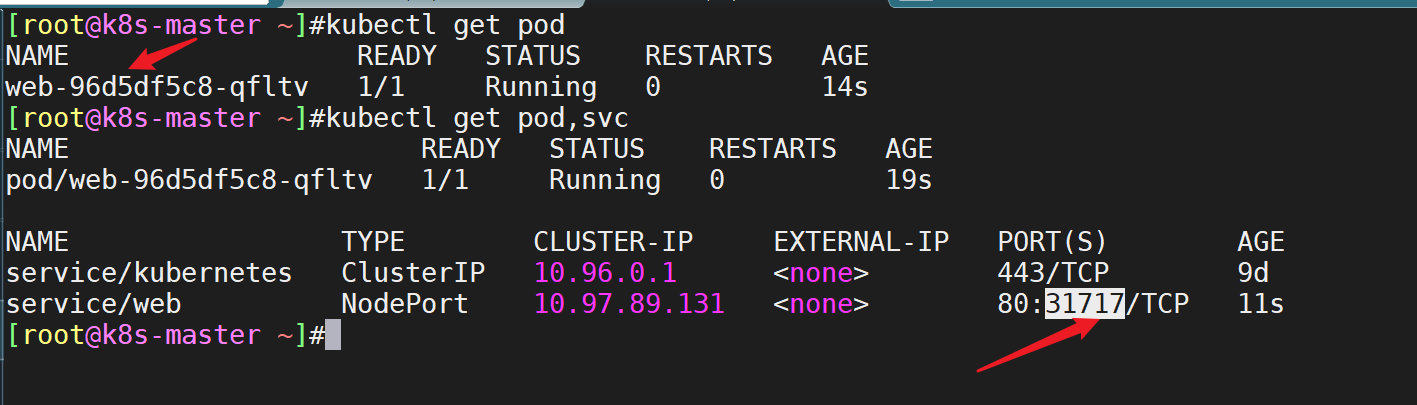 [root@k8s-master ~]#kubectl get pod
NAME                  READY   STATUS    RESTARTS   AGE
web-96d5df5c8-qfltv   1/1     Running   0          14s
[root@k8s-master ~]#kubectl get pod,svc
NAME                      READY   STATUS    RESTARTS   AGE
pod/web-96d5df5c8-qfltv   1/1     Running   0          19s

NAME                 TYPE        CLUSTER-IP     EXTERNAL-IP   PORT(S)        AGE
service/kubernetes   ClusterIP   10.96.0.1      <none>        443/TCP        9d
service/web          NodePort    10.97.89.131   <none>        80:31717/TCP   11s
[root@k8s-master ~]#